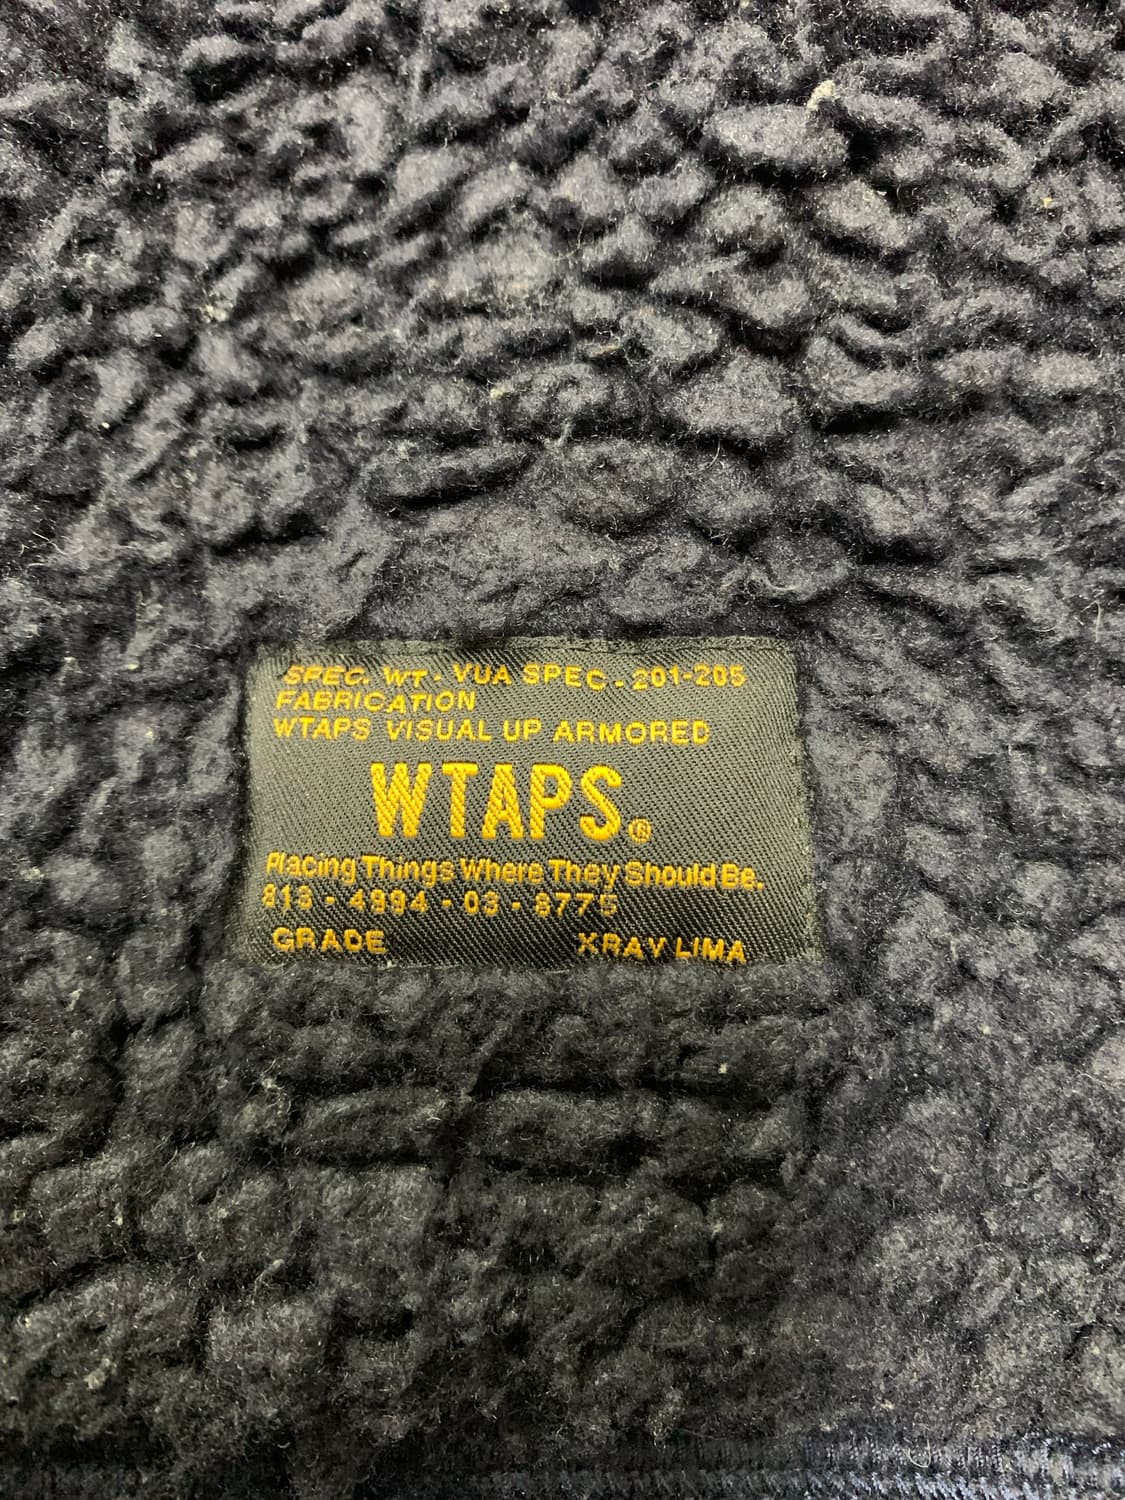 SPEC. WT - VUA SPEC - 201-205
FABRICATION
WTAPS VISUAL UP ARMORED
WTAPS®
Placing Things Where They Should Be.
813 - 4994 - 03 - 8775
GRADE XRAY LIMA